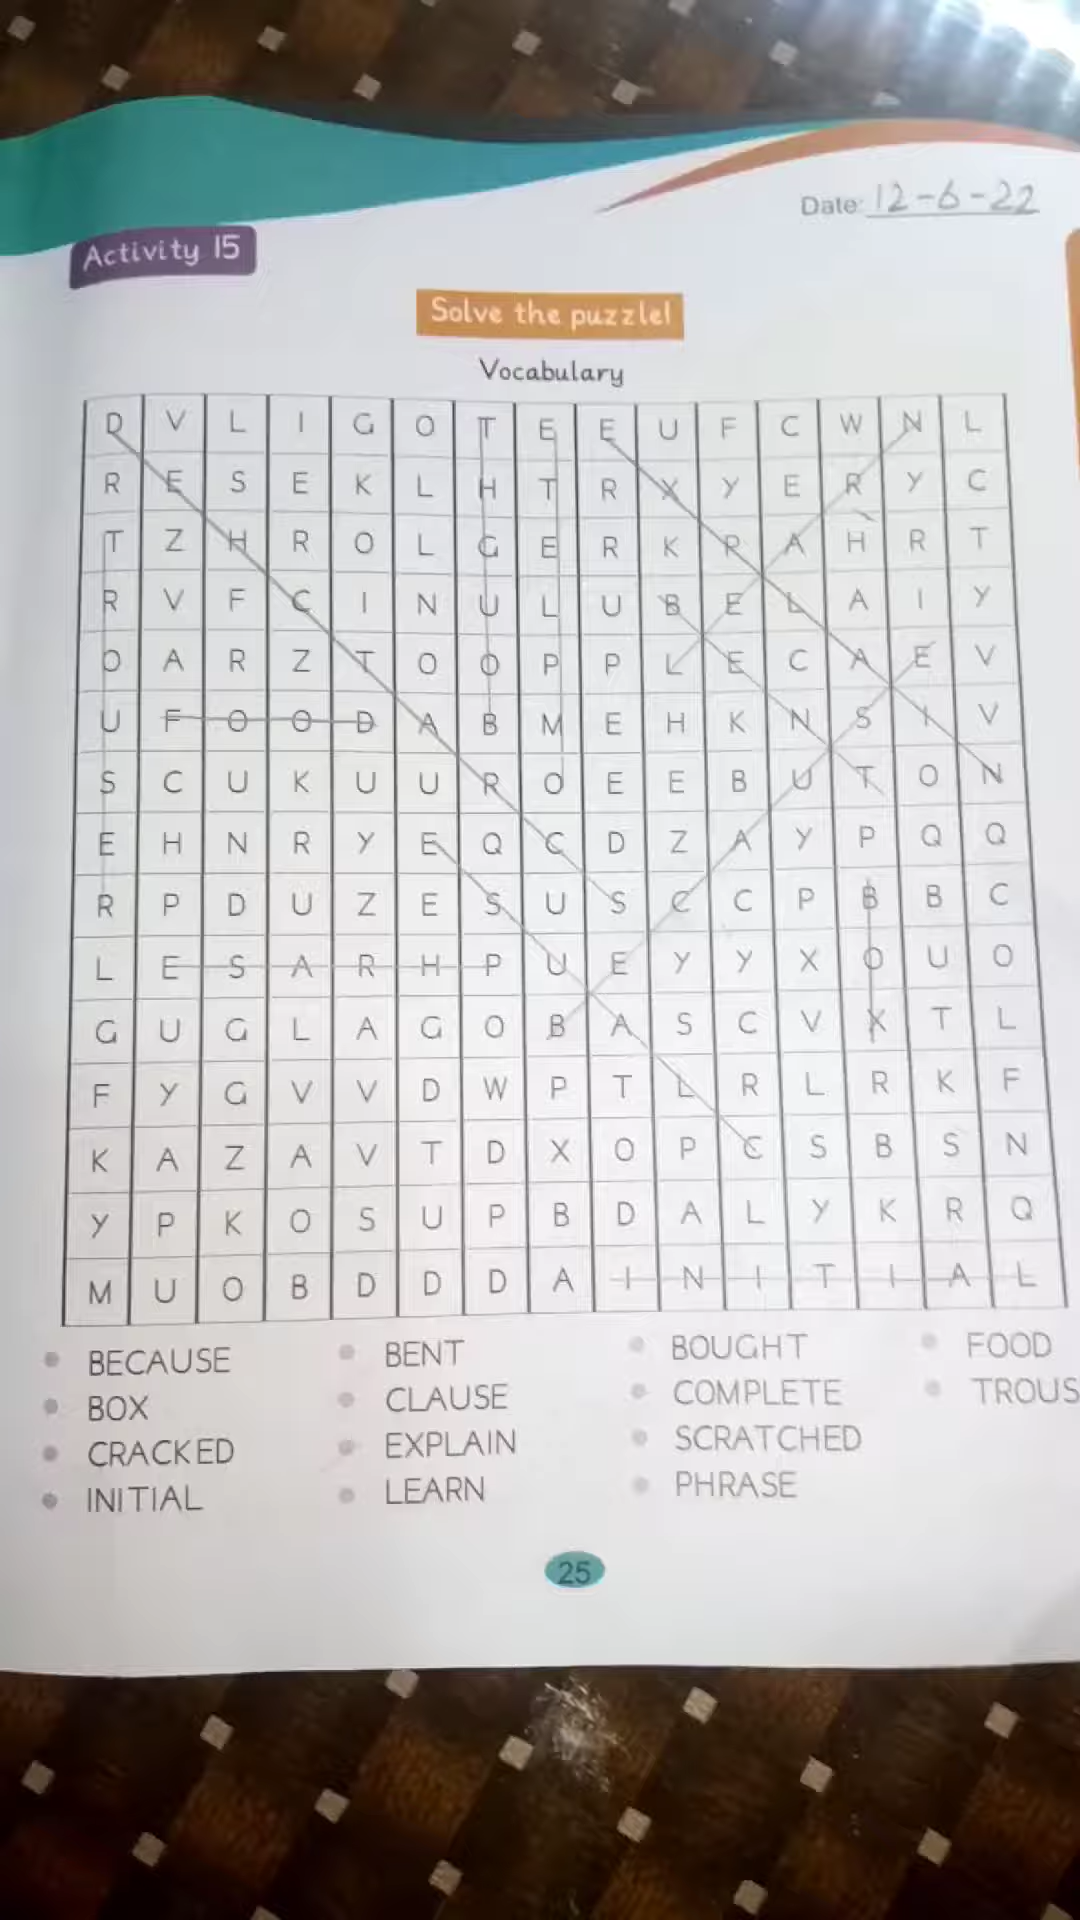 Date: 12-6-22
Activity 15
Solve the puzzle!
Vocabulary
D V L I G O T E E U F C W N L
R E S E K L H T R X Y E R Y C
T Z H R O L G E R K P A H R T
R V F C I N U L U B E L A I Y
O A R Z T O O P P L E C A E V
U F O O D A B M E H K N S I V
S C U K U U R O E E B U T O N
E H N R Y E Q C D Z A Y P Q Q
R P D U Z E S U S C C P B B C
L E S A R H P U E Y Y X O U O
G U G L A G O B A S C V X T L
F Y G V V D W P T L R L R K F
K A Z A V T D X O P C S B S N
Y P K O S U P B D A L Y K R Q
M U O B D D D A I N I T I A L
BECAUSE BENT BOUGHT FOOD
BOX CLAUSE COMPLETE TROUS
CRACKED EXPLAIN SCRATCHED
INITIAL LEARN PHRASE
25